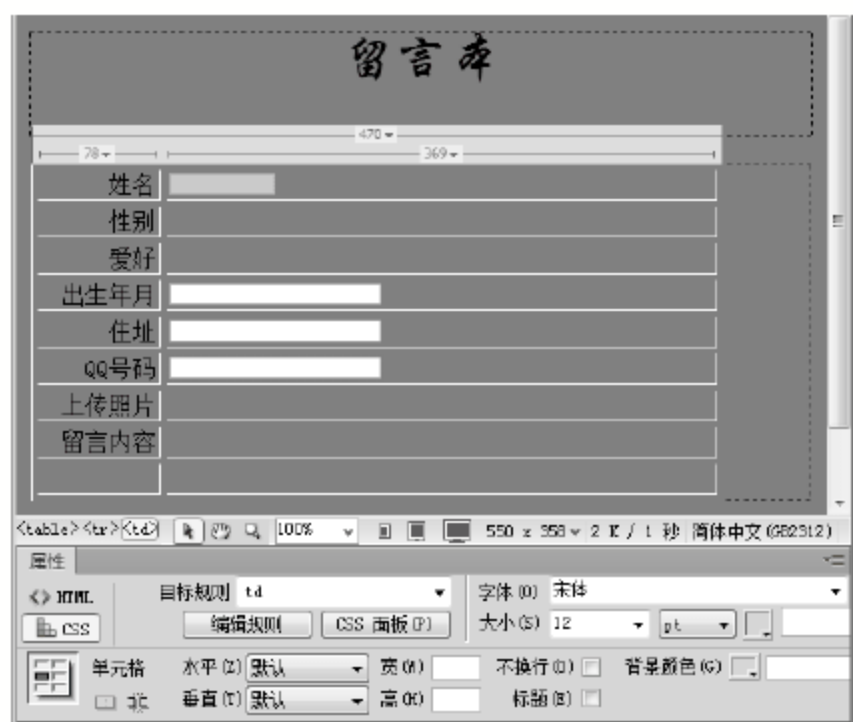 留言本
470
78 369
姓名
性别
爱好
出生年月
住址
QQ号码
上传照片
留言内容
<table><tr><td> 100% 550 x 358 2 K / 1 秒 简体中文(GB2312)
属性
<> HTML 目标规则 td 字体(O) 宋体
CSS 编辑规则 CSS 面板(P) 大小(S) 12 pt
单元格 水平(Z) 默认 宽(W) 不换行(O) 背景颜色(G)
垂直(T) 默认 高(H) 标题(E)